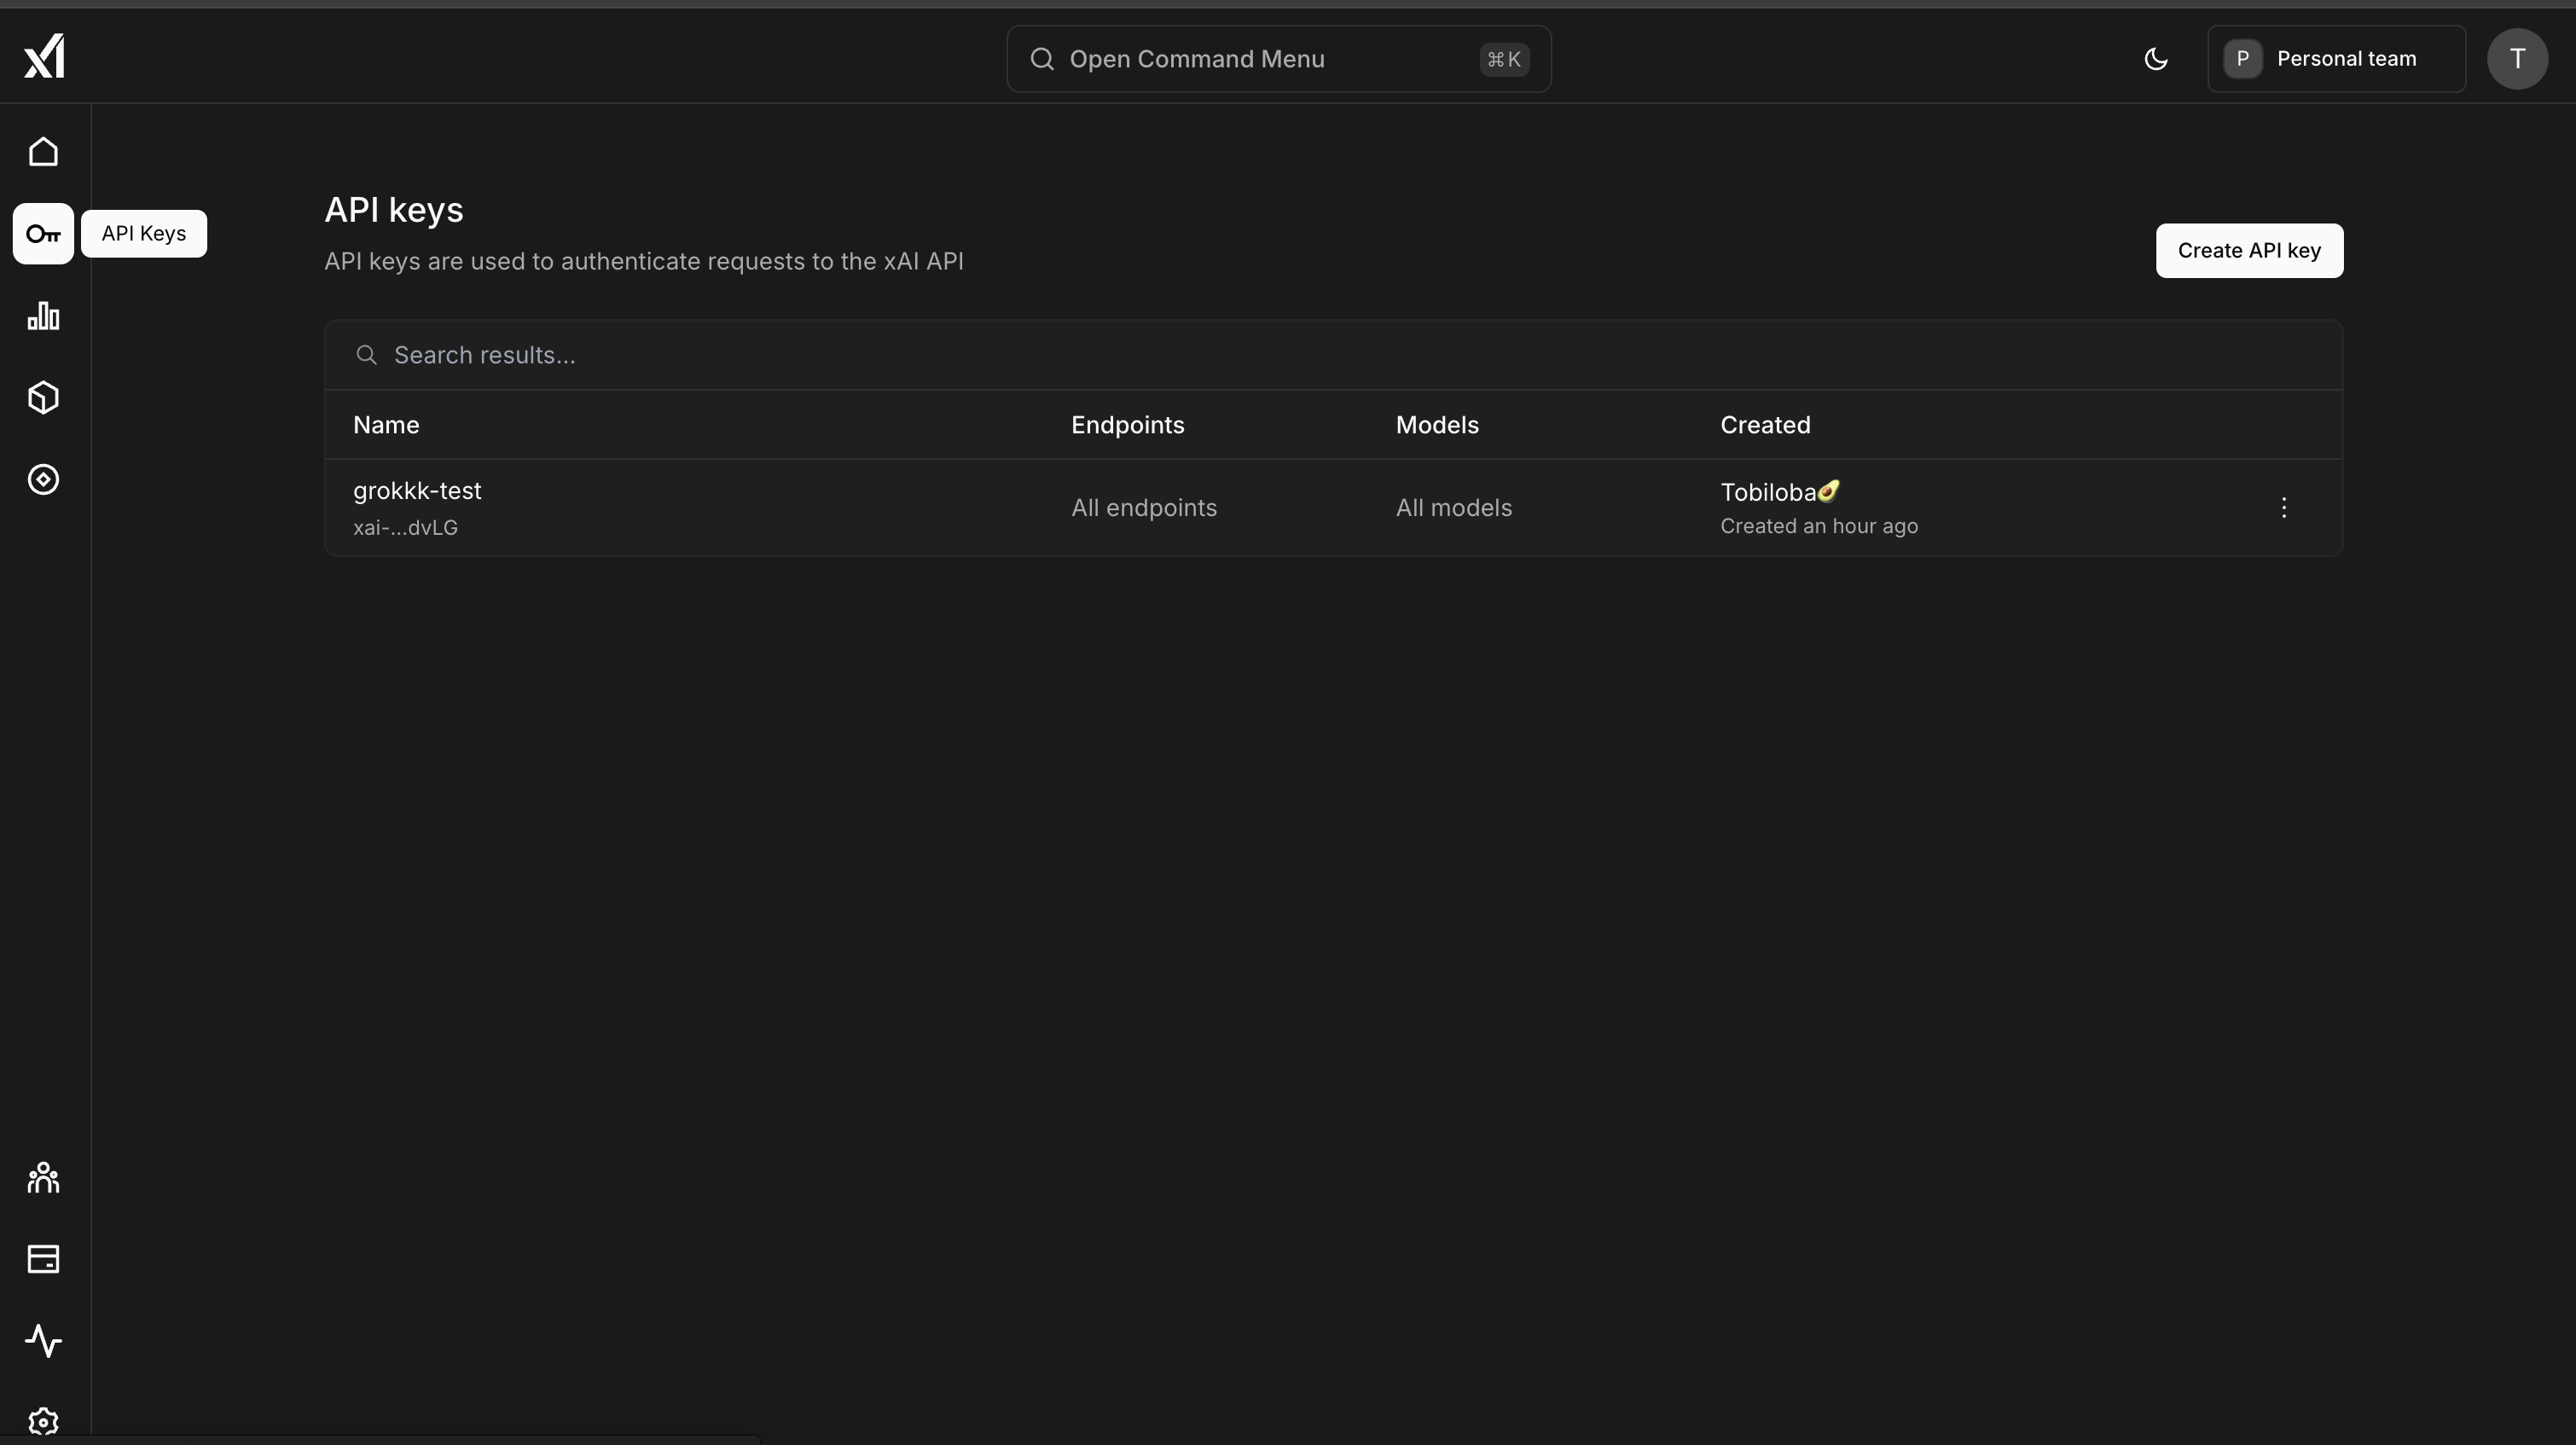 xI
Open Command Menu
⌘K
P
Personal team
T
API Keys
API keys
API keys are used to authenticate requests to the xAI API
Create API key
Search results...
Name
Endpoints
Models
Created
grokkk-test
xai-...dvLG
All endpoints
All models
Tobiloba🥑
Created an hour ago